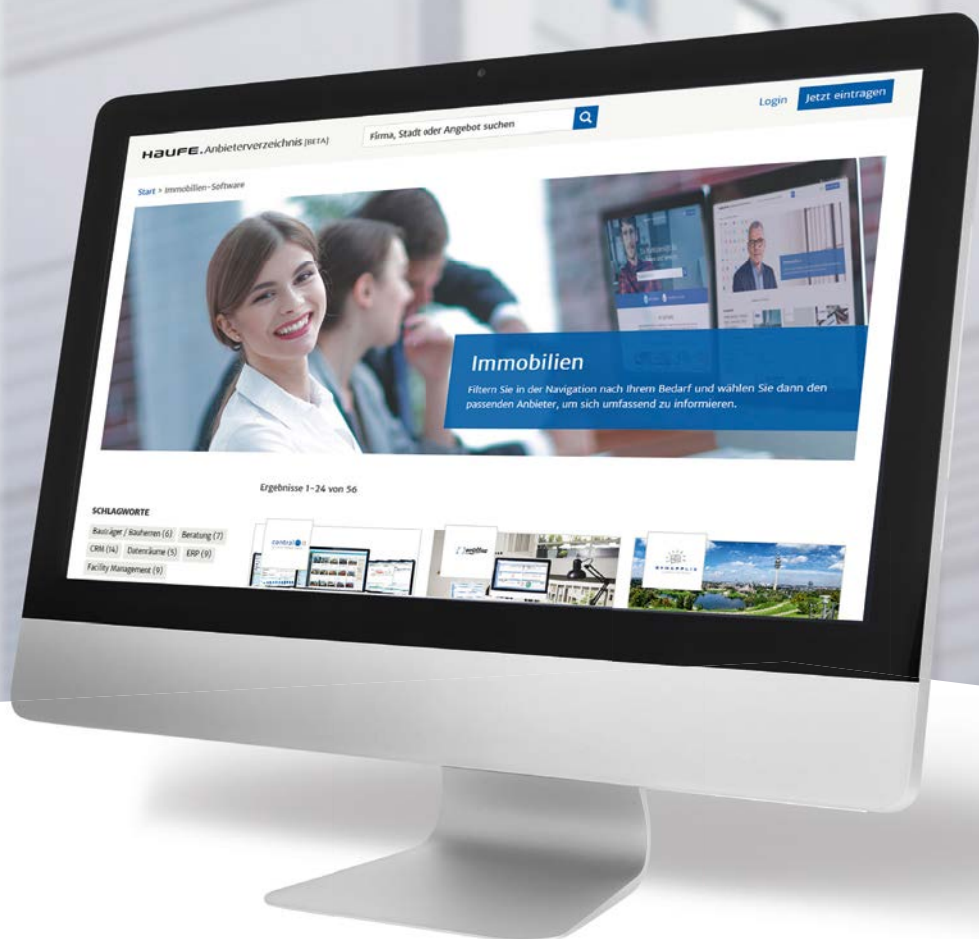 HAUFE.Anbieterverzeichnis [BETA]
Firma, Stadt oder Angebot suchen
Login
Jetzt eintragen
Start > Immobilien-Software
Immobilien
Filtern Sie in der Navigation nach Ihrem Bedarf und wählen Sie dann den
passenden Anbieter, um sich umfassend zu informieren.
Ergebnisse 1-24 von 56
SCHLAGWORTE
Bauträger / Bauherren (6) Beratung (7)
CRM (14) Datenräume (5) ERP (9)
Facility Management (9)
control